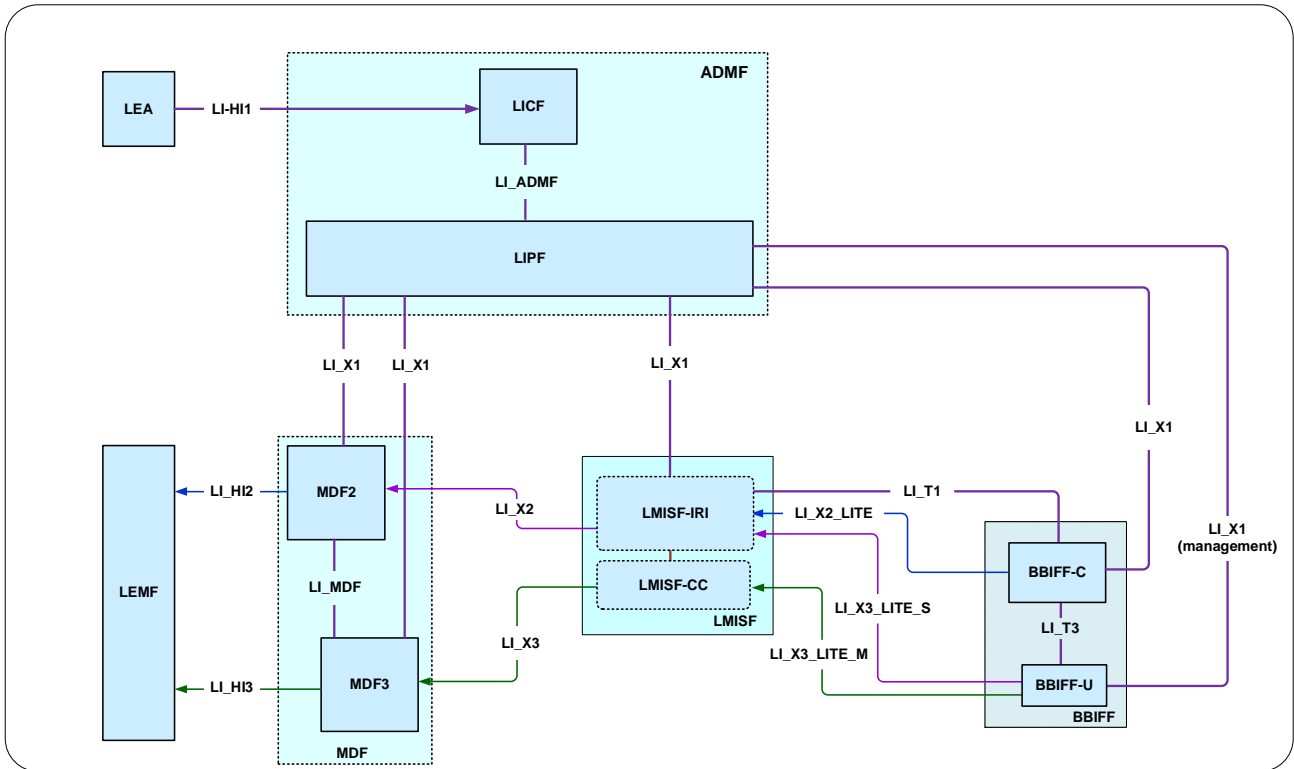 ADMF
LEA
LI-HI1
LICF
LI_ADMF
LIPF
LI_X1
LI_X1
LI_X1
LI_X1
LI_X1
(management)
LEMF
LI_HI2
MDF2
LI_MDF
LI_HI3
MDF3
MDF
LI_X2
LI_X3
LMISF-IRI
LMISF-CC
LMISF
LI_T1
LI_X2_LITE
LI_X3_LITE_S
LI_X3_LITE_M
BBIFF-C
LI_T3
BBIFF-U
BBIFF